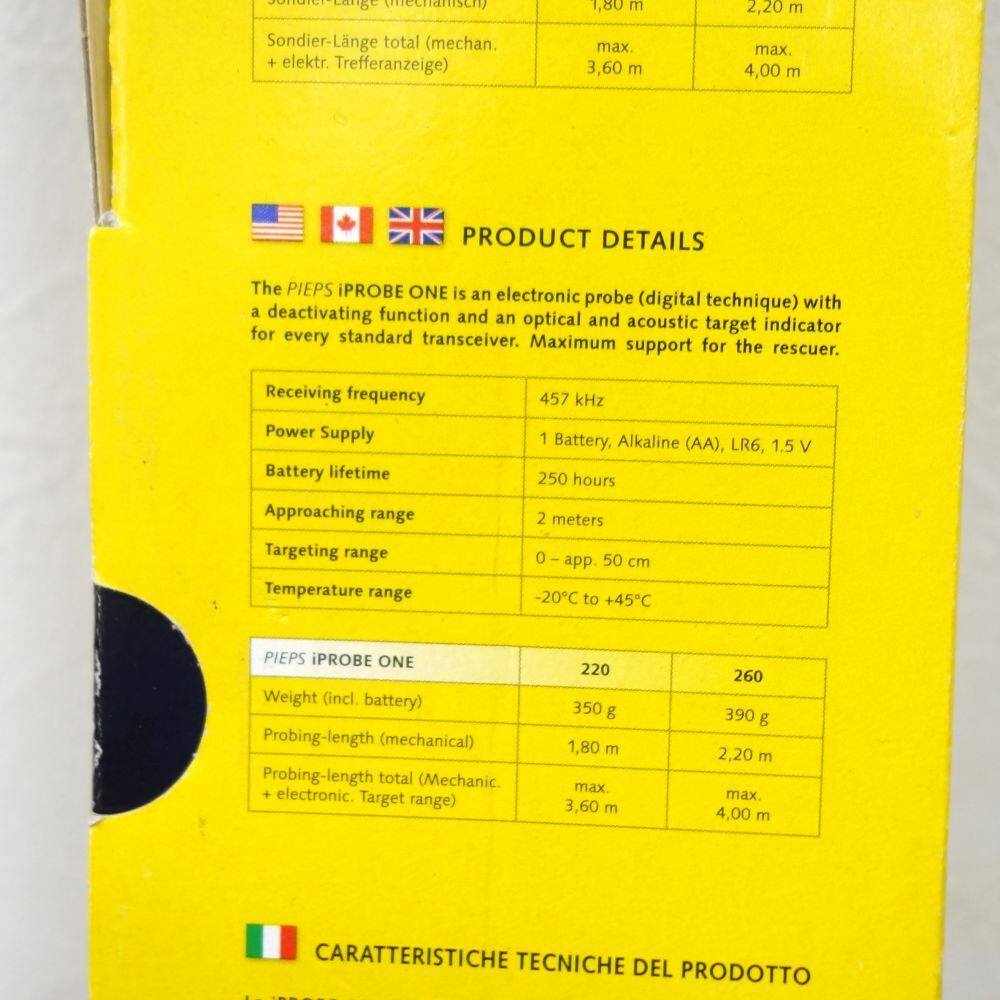 Sondier-Länge (mechanisch) 1,80 m 2,20 m
Sondier-Länge total (mechan. + elektr. Trefferanzeige) max. 3,60 m max. 4,00 m
PRODUCT DETAILS
The PIEPS iPROBE ONE is an electronic probe (digital technique) with
a deactivating function and an optical and acoustic target indicator
for every standard transceiver. Maximum support for the rescuer.
Receiving frequency 457 kHz
Power Supply 1 Battery, Alkaline (AA), LR6, 1.5 V
Battery lifetime 250 hours
Approaching range 2 meters
Targeting range 0 – app. 50 cm
Temperature range -20°C to +45°C
PIEPS iPROBE ONE 220 260
Weight (incl. battery) 350 g 390 g
Probing-length (mechanical) 1,80 m 2,20 m
Probing-length total (Mechanic. + electronic. Target range) max. 3,60 m max. 4,00 m
CARATTERISTICHE TECNICHE DEL PRODOTTO